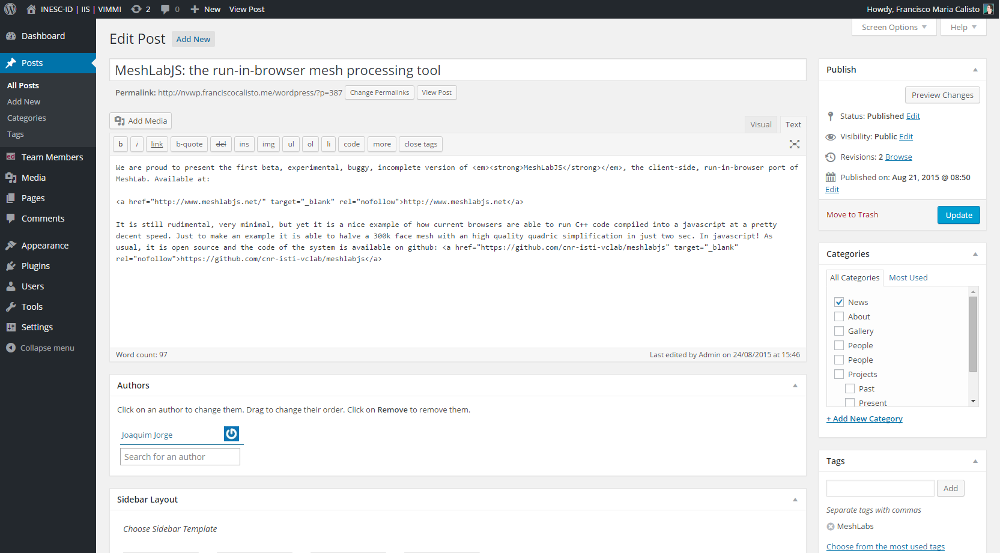 INESC-ID | IIS | VIMMI 2 0 New View Post Howdy, Francisco Maria Calisto
Screen Options Help
Dashboard
Posts
All Posts
Add New
Categories
Tags
ed Team Members
Media
Pages
Comments
Appearance
Plugins
Users
Tools
Settings
Collapse menu
Edit Post Add New
MeshLabJS: the run-in-browser mesh processing tool
Permalink: http://nvwp.franciscocalisto.me/wordpress/?p=387 Change Permalinks View Post
Add Media Visual Text
b i link b-quote del ins img ul ol li code more close tags
We are proud to present the first beta, experimental, buggy, incomplete version of <em><strong>MeshLabJS</strong></em>, the client-side, run-in-browser port of
MeshLab. Available at:
<a href="http://www.meshlabjs.net/" target="_blank" rel="nofollow">http://www.meshlabjs.net</a>
It is still rudimental, very minimal, but yet it is a nice example of how current browsers are able to run C++ code compiled into a javascript at a pretty
decent speed. Just to make an example it is able to halve a 300k face mesh with an high quality quadric simplification in just two sec. In javascript! As
usual, it is open source and the code of the system is available on github: <a href="https://github.com/cnr-isti-vclab/meshlabjs" target="_blank"
rel="nofollow">https://github.com/cnr-isti-vclab/meshlabjs</a>
Word count: 97 Last edited by Admin on 24/08/2015 at 15:46
Authors
Click on an author to change them. Drag to change their order. Click on Remove to remove them.
Joaquim Jorge
Search for an author
Sidebar Layout
Choose Sidebar Template
Publish
Preview Changes
Status: Published Edit
Visibility: Public Edit
Revisions: 2 Browse
Published on: Aug 21, 2015 @ 08:50
Edit
Move to Trash Update
Categories
All Categories Most Used
News
About
Gallery
People
People
Projects
Past
Present
+ Add New Category
Tags
Add
Separate tags with commas
MeshLabs
Choose from the most used tags